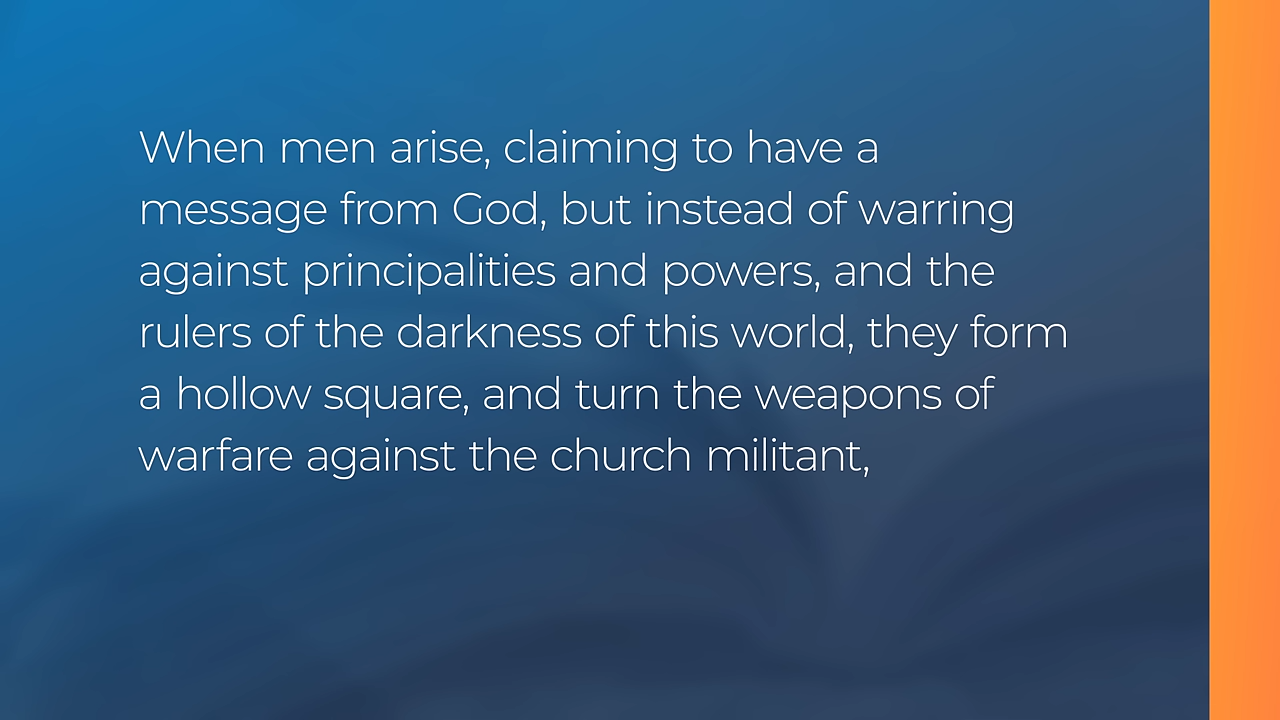 When men arise, claiming to have a
message from God, but instead of warring
against principalities and powers, and the
rulers of the darkness of this world, they form
a hollow square, and turn the weapons of
warfare against the church militant,